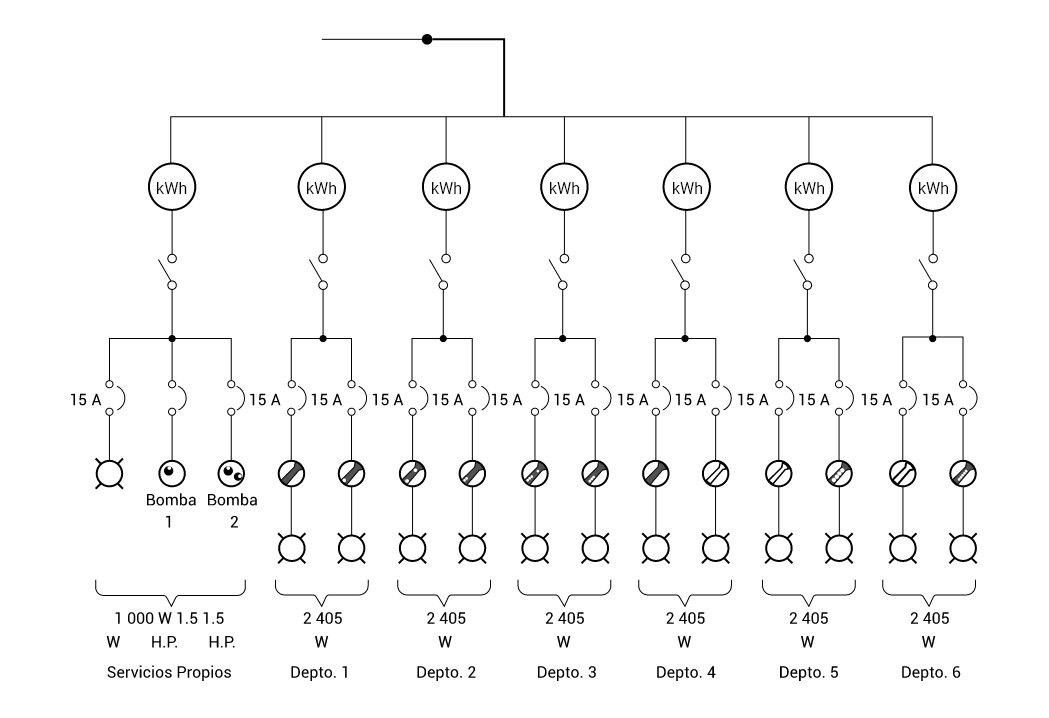 kWh kWh kWh kWh kWh kWh kWh
15 A 15 A 15 A 15 A 15 A 15 A 15 A 15 A 15 A 15 A 15 A 15 A 15 A
Bomba Bomba
1 2
1 000 W 1.5 1.5 2 405 2 405 2 405 2 405 2 405 2 405
W H.P. H.P. W W W W W W
Servicios Propios Depto. 1 Depto. 2 Depto. 3 Depto. 4 Depto. 5 Depto. 6